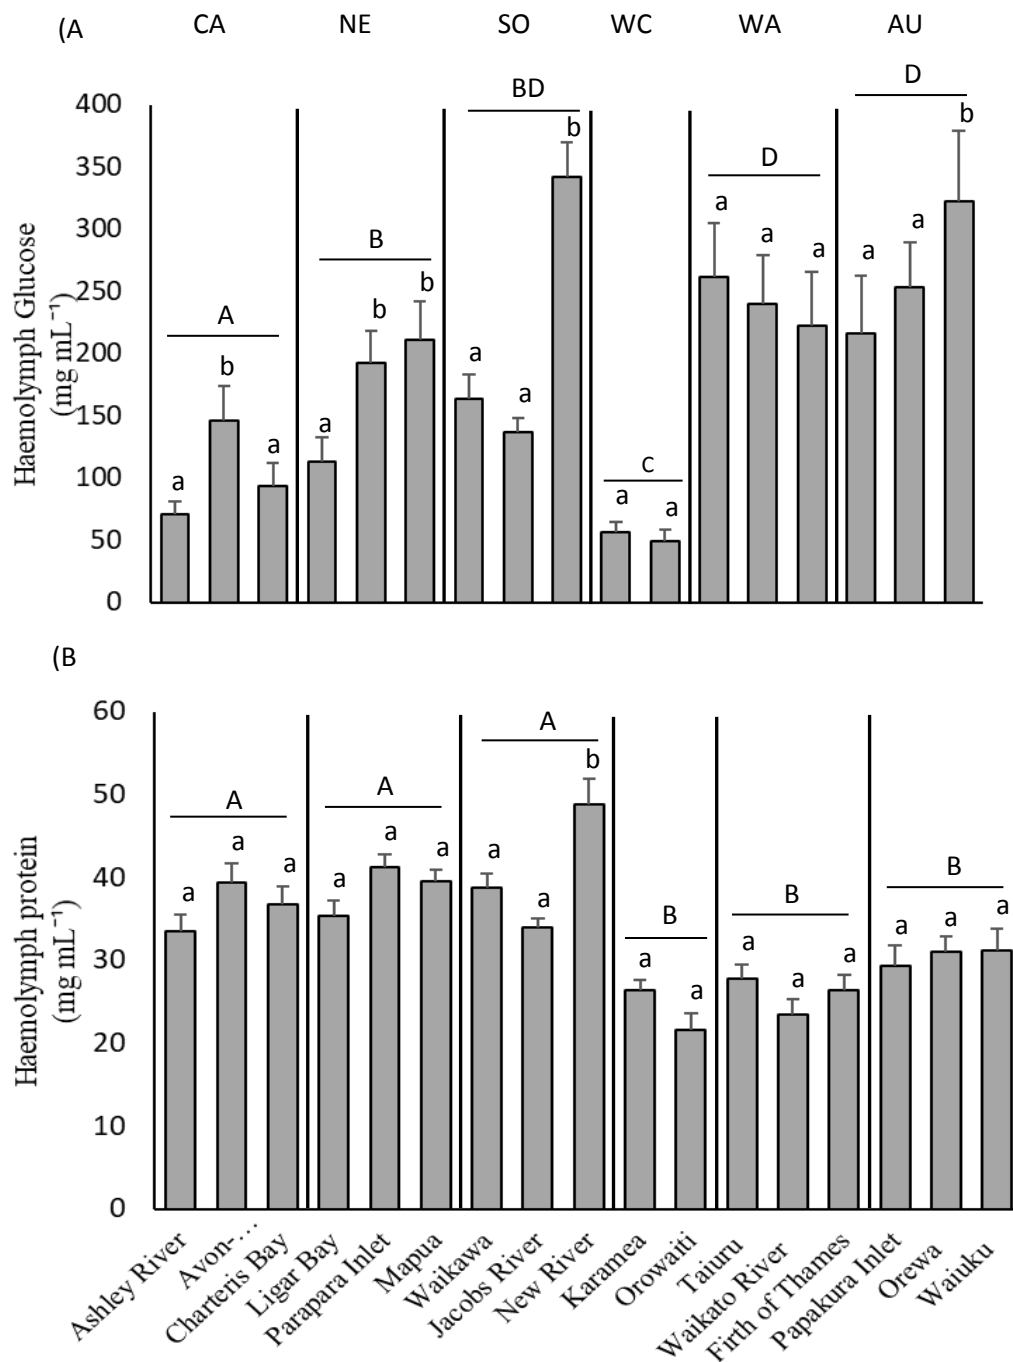 (A
CA NE SO WC WA AU
D
BD
400
b
b
350
D
a
300
B
a
a
a
a
250
b
b
A
200
a
b
a
150
a
C
a
a
100
a
a
50
0
Haemolymph Glucose
(mg mL⁻¹)
(B
60
A
b
50
A
A
a
a
a
a
a
40
a
a
a
B
B
a
B
a
a
30
a
a
a
a
a
20
10
0
Haemolymph protein
(mg mL⁻¹)
Ashley River
Avon-…
Charteris Bay
Ligar Bay
Parapara Inlet
Mapua
Waikawa
Jacobs River
New River
Karamea
Orowaiti
Taiuru
Waikato River
Firth of Thames
Papakura Inlet
Orewa
Waiuku